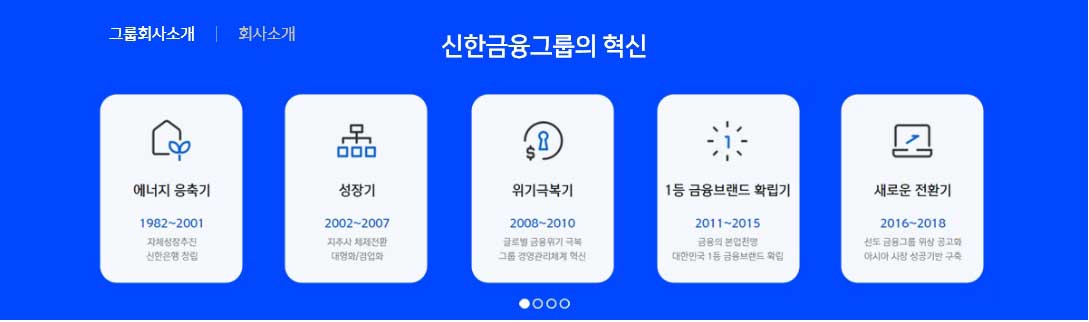 그룹회사소개 | 회사소개
신한금융그룹의 혁신
에너지 응축기
1982~2001
자체성장추진
신한은행 창립
성장기
2002~2007
지주사 체제전환
대형화/겸업화
$
위기극복기
2008~2010
글로벌 금융위기 극복
그룹 경영관리체계 혁신
1
1등 금융브랜드 확립기
2011~2015
금융의 본업천명
대한민국 1등 금융브랜드 확립
새로운 전환기
2016~2018
선도 금융그룹 위상 공고화
아시아 시장 성공기반 구축